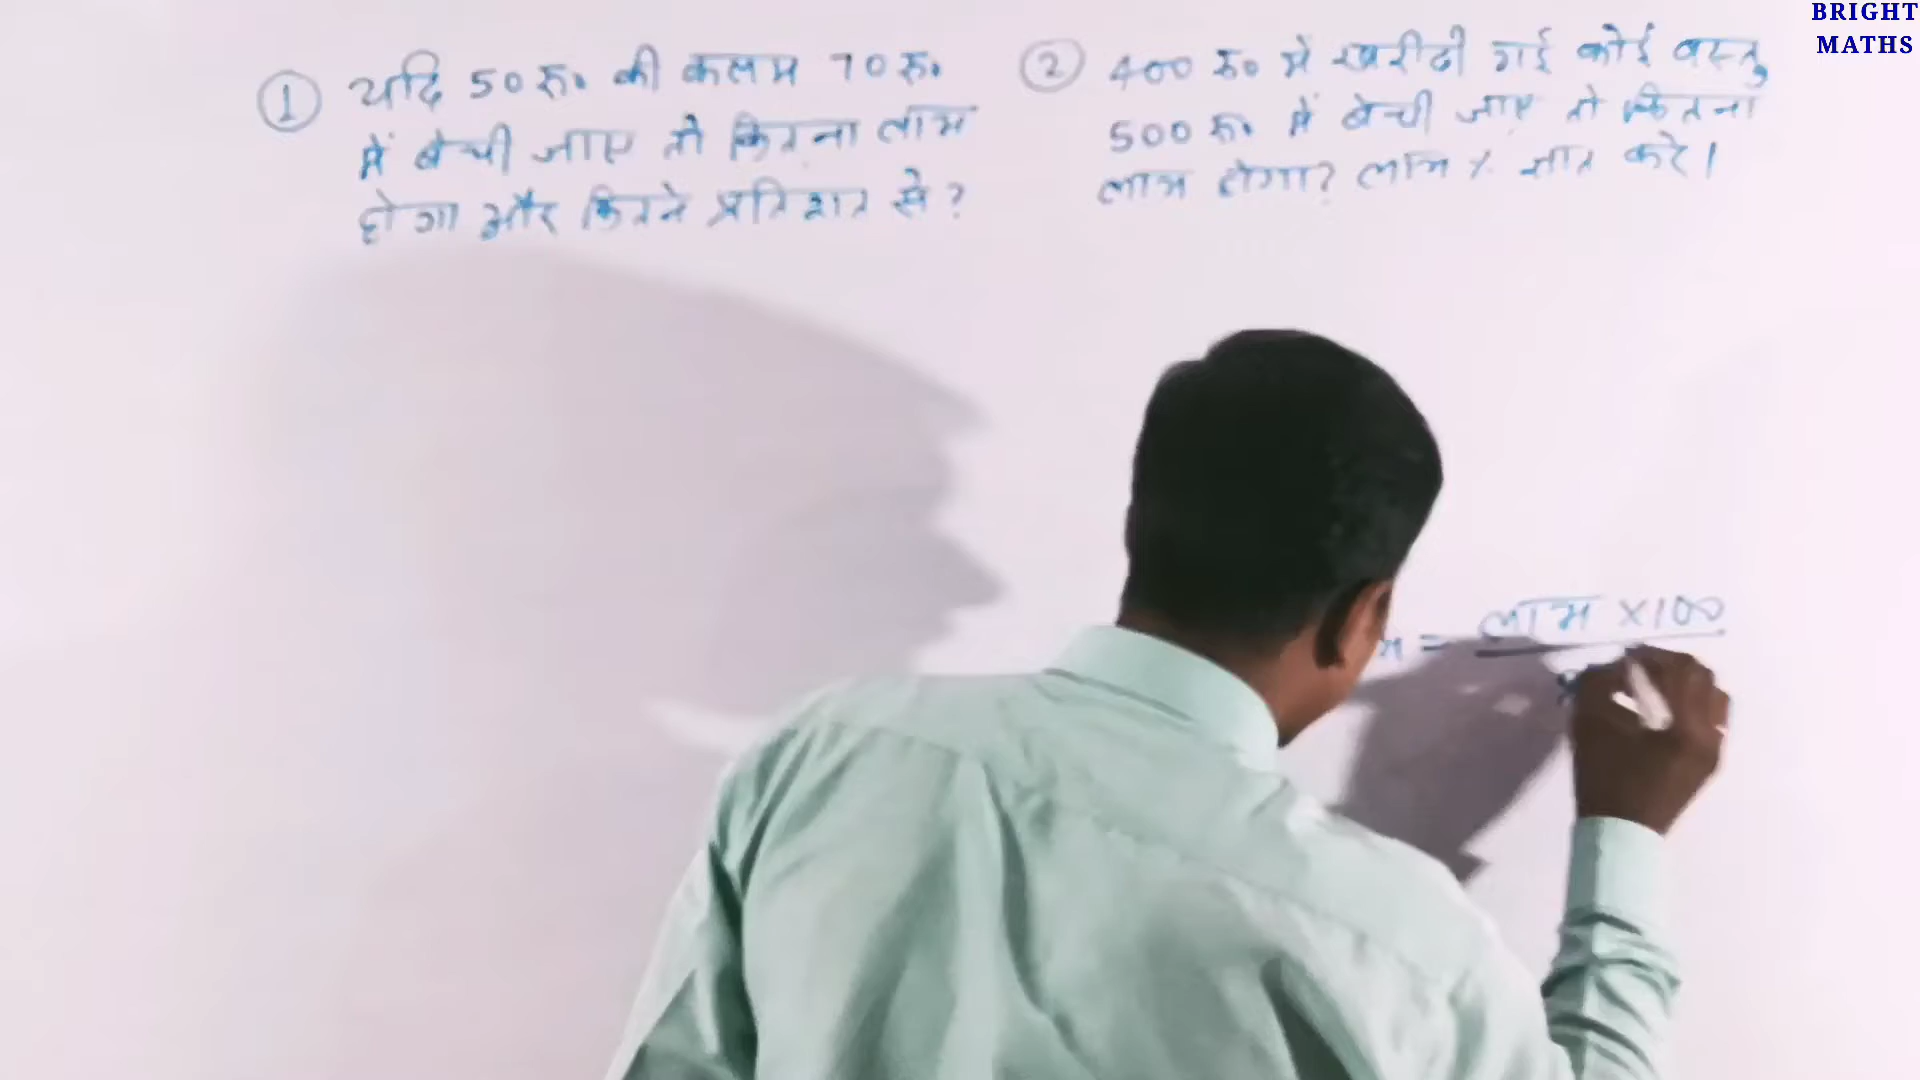 BRIGHT
MATHS
① यदि 50 रु० की कलम 70 रु०
में बेची जाए तो कितना लाभ
होगा और कितने प्रतिशत से ?
② 400 रु० में खरीदी गई कोई वस्तु
500 रु० में बेची जाए तो कितना
लाभ होगा? लाभ % ज्ञात करे।
= लाभ ×100